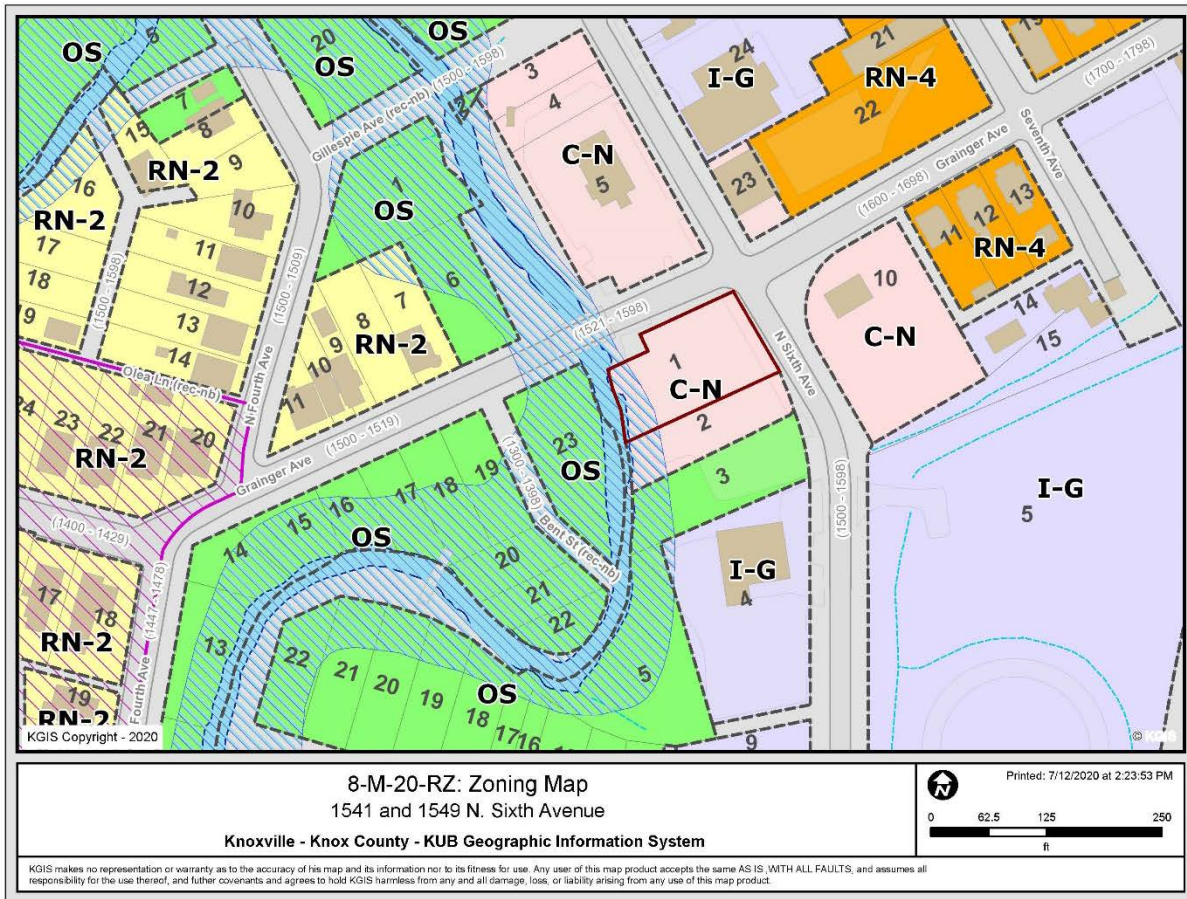 OS
5
20
OS
OS
Gillespie Ave (rec-nb) (1500 - 1598)
12
3
4
C-N
5
24
I-G
21
RN-4
22
19
(1700 - 1798)
Seventh Ave
Grainger Ave
(1600 - 1698)
23
7
15
8
RN-2
9
16
RN-2
17
18
19
10
11
12
13
14
(1500 - 1598)
(1500 - 1509)
N Fourth Ave
Olea Ln (rec-nb)
1
OS
6
7
8
9
10
11
RN-2
(1521 - 1598)
1
C-N
2
3
N Sixth Ave
10
C-N
11
12
13
RN-4
14
15
24
23
22
21
20
RN-2
(1400 - 1429)
Grainger Ave
(1500 - 1519)
(1300 - 1398)
Bent St (rec-nb)
23
OS
19
18
17
16
15
14
13
OS
20
21
22
(1500 - 1598)
I-G
5
I-G
4
17
18
RN-2
19
RN-2
(1447 - 1478)
Fourth Ave
22
21
20
19
18
17
16
OS
5
9
KGIS Copyright - 2020
© KGIS
8-M-20-RZ: Zoning Map
1541 and 1549 N. Sixth Avenue
Knoxville - Knox County - KUB Geographic Information System
N
Printed: 7/12/2020 at 2:23:53 PM
0 62.5 125 250
ft
KGIS makes no representation or warranty as to the accuracy of his map and its information nor to its fitness for use. Any user of this map product accepts the same AS IS ,WITH ALL FAULTS, and assumes all
responsibility for the use thereof, and futher covenants and agrees to hold KGIS harmless from any and all damage, loss, or liability arising from any use of this map product.